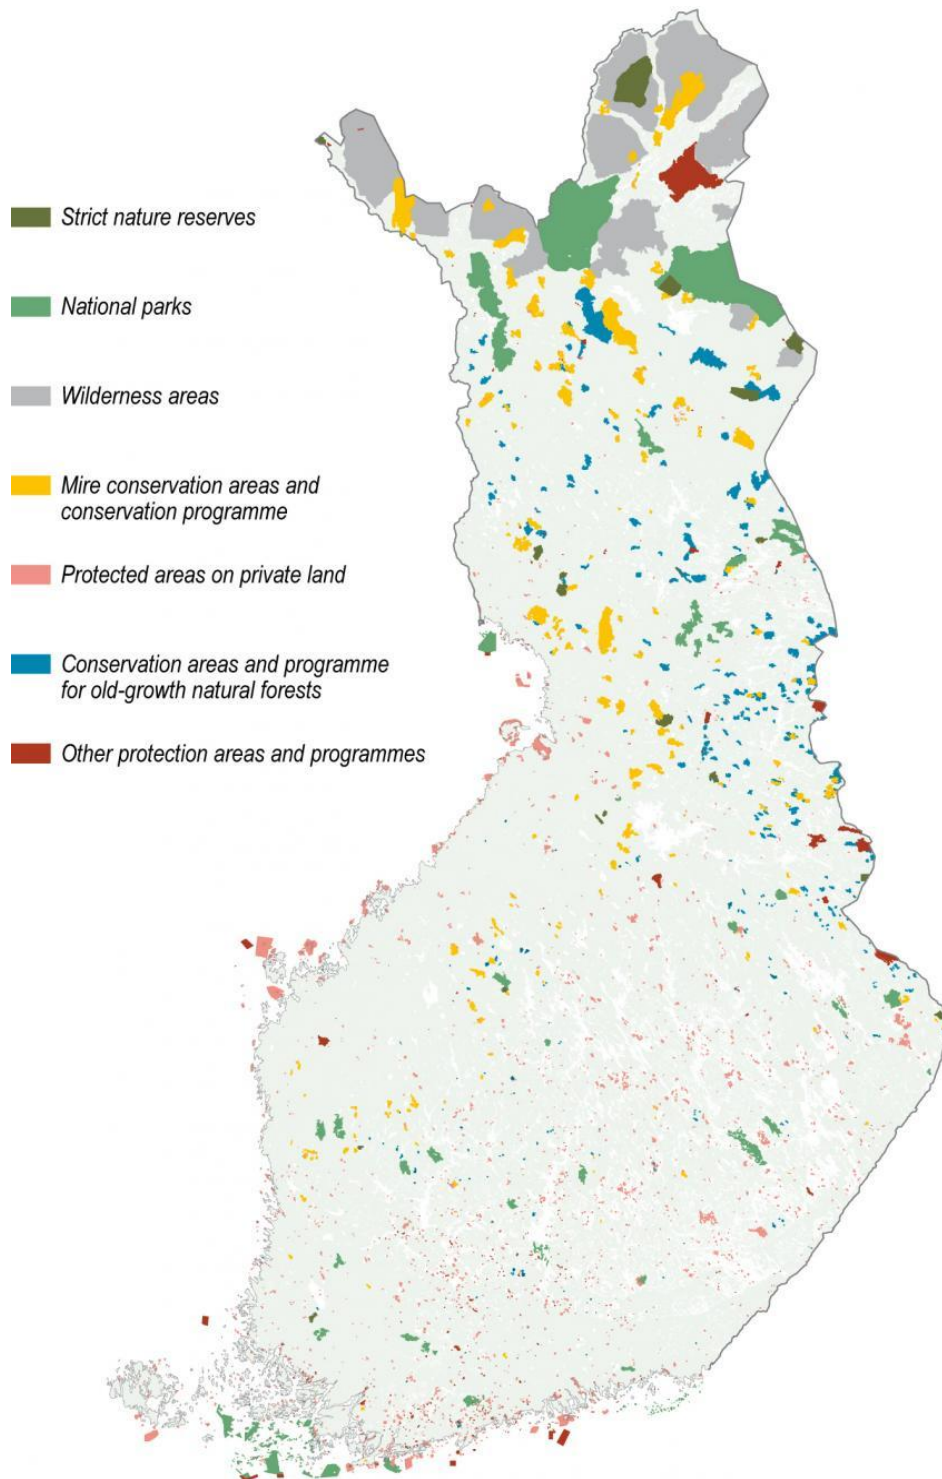 Strict nature reserves
National parks
Wilderness areas
Mire conservation areas and
conservation programme
Protected areas on private land
Conservation areas and programme
for old-growth natural forests
Other protection areas and programmes